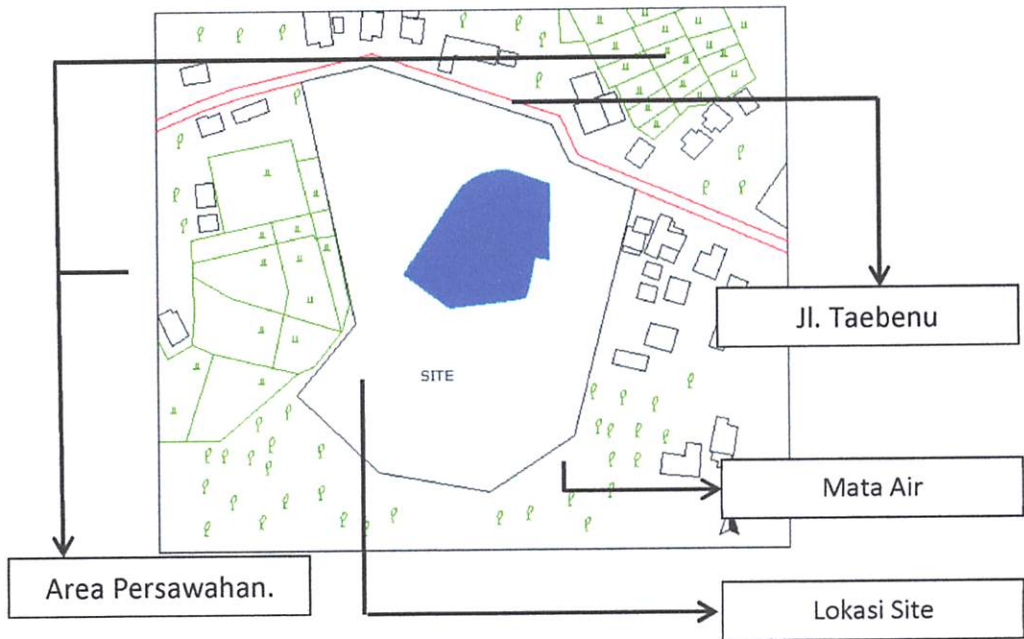 Jl. Taebenu
SITE
Mata Air
Area Persawahan.
Lokasi Site